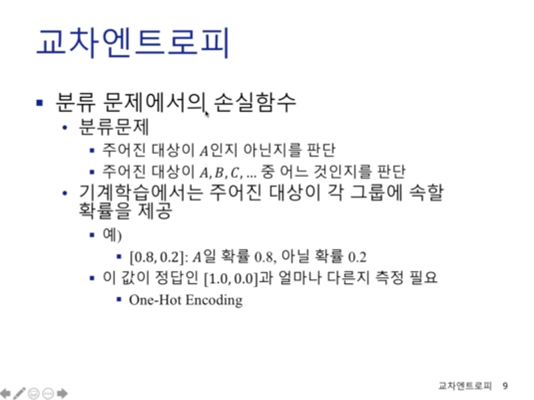 교차엔트로피
▪ 분류 문제에서의 손실함수
• 분류문제
▪ 주어진 대상이 A인지 아닌지를 판단
▪ 주어진 대상이 A, B, C, … 중 어느 것인지를 판단
• 기계학습에서는 주어진 대상이 각 그룹에 속할
확률을 제공
▪ 예)
▪ [0.8, 0.2]: A일 확률 0.8, 아닐 확률 0.2
▪ 이 값이 정답인 [1.0, 0.0]과 얼마나 다른지 측정 필요
▪ One-Hot Encoding
교차엔트로피 9